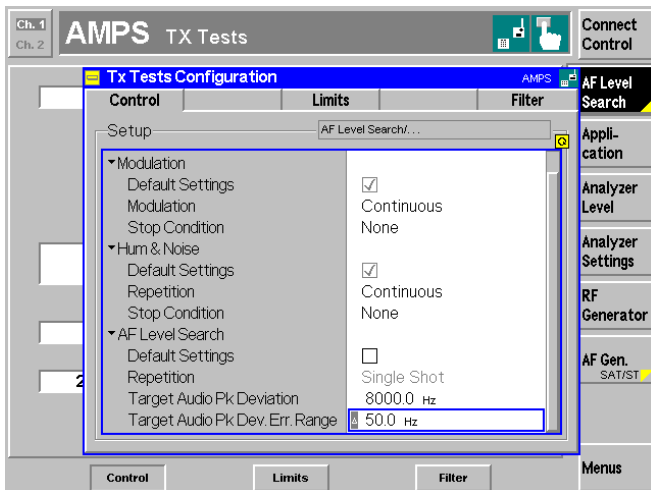 Ch. 1
Ch. 2
AMPS TX Tests
Connect Control
Tx Tests Configuration AMPS
Control Limits Filter
Setup AF Level Search/...
Modulation
Default Settings
Modulation Continuous
Stop Condition None
Hum & Noise
Default Settings
Repetition Continuous
Stop Condition None
AF Level Search
Default Settings
Repetition Single Shot
Target Audio Pk Deviation 8000.0 Hz
Target Audio Pk Dev. Err. Range 50.0 Hz
2
AF Level
Search
Appli-
cation
Analyzer
Level
Analyzer
Settings
RF
Generator
AF Gen.
SAT/ST
Menus
Control Limits Filter